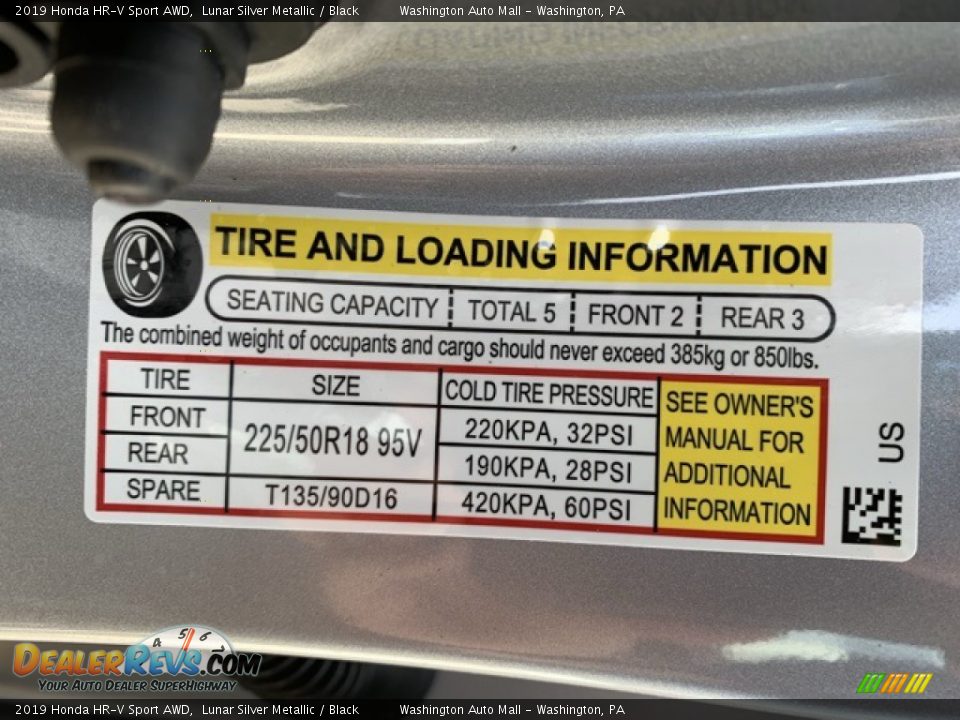 2019 Honda HR-V Sport AWD, Lunar Silver Metallic / Black Washington Auto Mall - Washington, PA
TIRE AND LOADING INFORMATION
SEATING CAPACITY TOTAL 5 FRONT 2 REAR 3
The combined weight of occupants and cargo should never exceed 385kg or 850lbs.
TIRE SIZE COLD TIRE PRESSURE
FRONT 225/50R18 95V 220KPA, 32PSI
REAR 190KPA, 28PSI
SPARE T135/90D16 420KPA, 60PSI
SEE OWNER'S
MANUAL FOR
ADDITIONAL
INFORMATION
US
4 5 6
DEALERREVS.COM
YOUR AUTO DEALER SUPERHIGHWAY
2019 Honda HR-V Sport AWD, Lunar Silver Metallic / Black Washington Auto Mall - Washington, PA